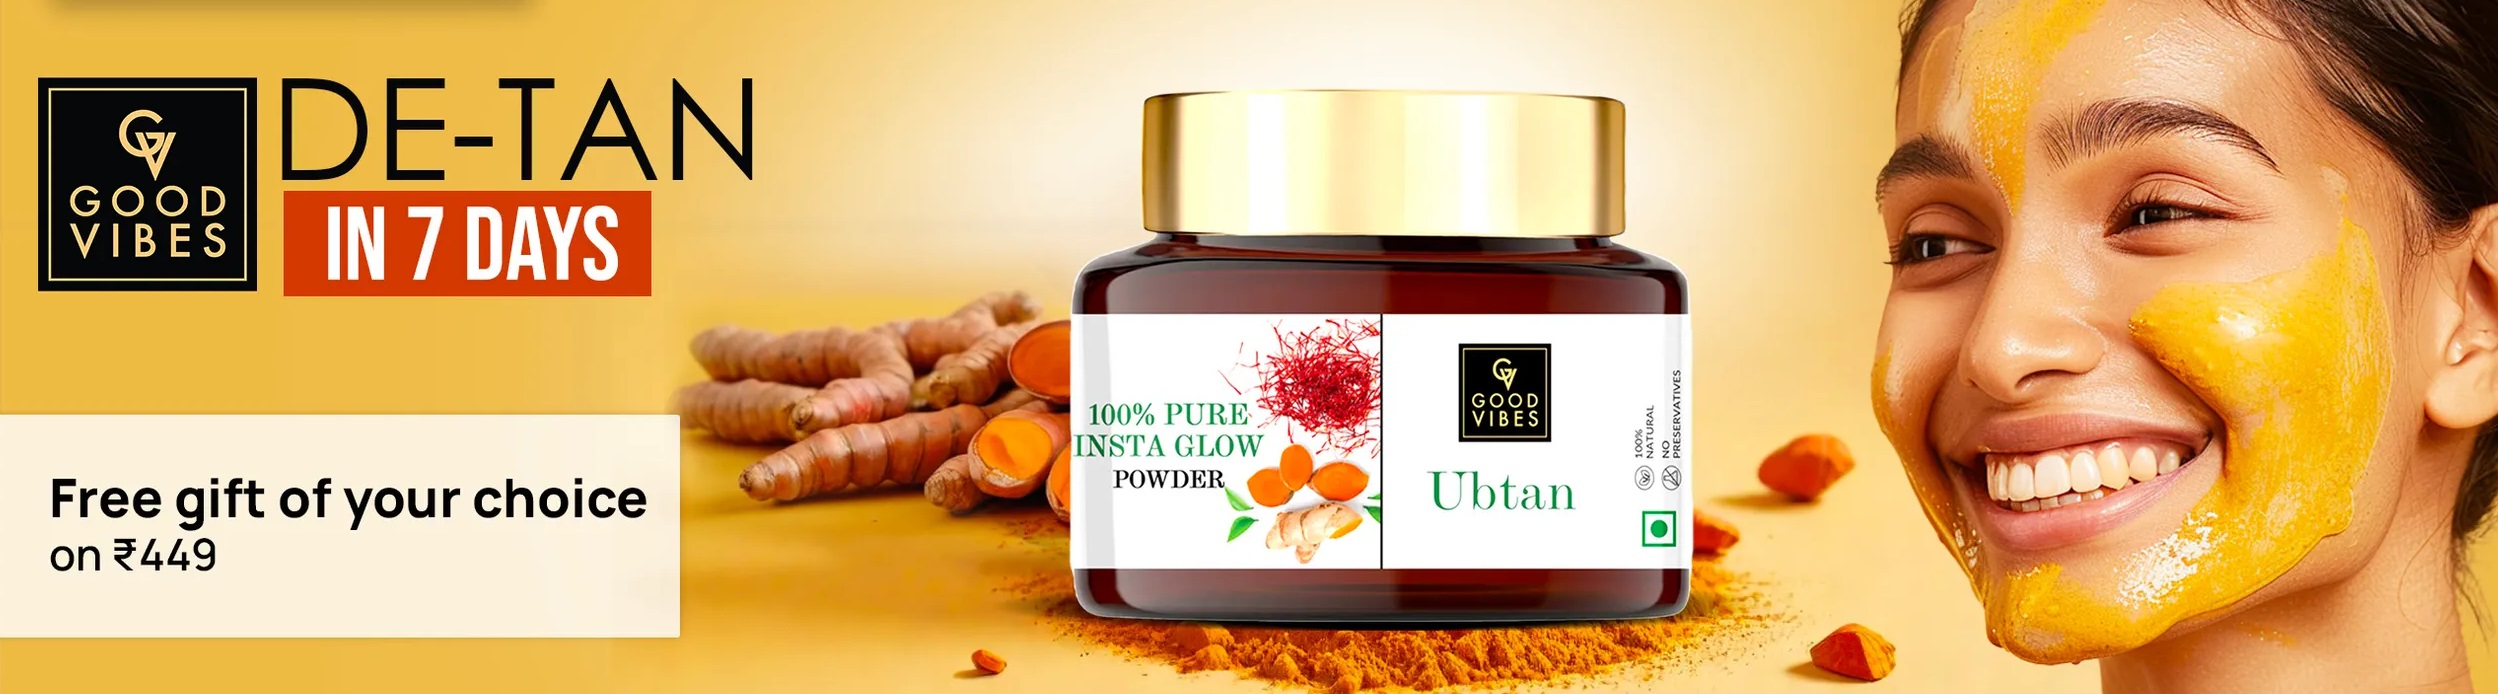 GV
GOOD
VIBES
DE-TAN
IN 7 DAYS
Free gift of your choice
on ₹449
100% PURE
INSTA GLOW
POWDER
GV
GOOD
VIBES
Ubtan
100%
NATURAL
NO
PRESERVATIVES